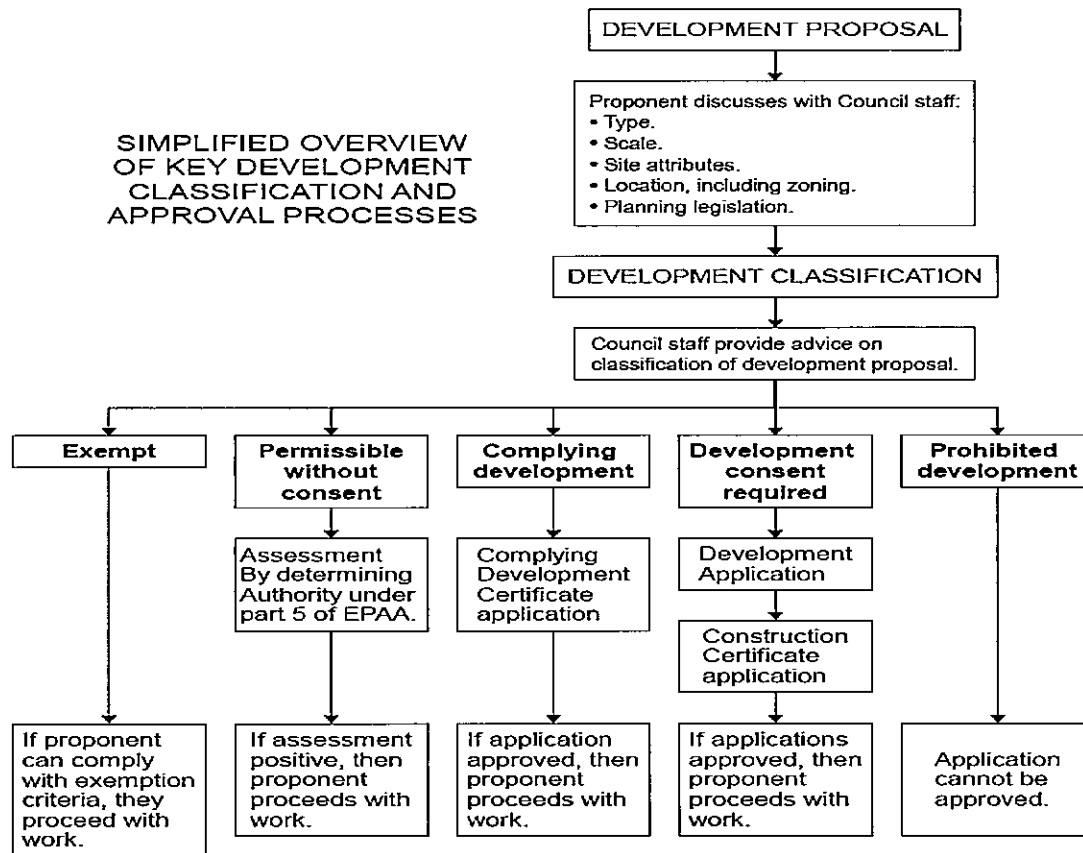 DEVELOPMENT PROPOSAL
Proponent discusses with Council staff:
• Type.
• Scale.
• Site attributes.
• Location, including zoning.
• Planning legislation.
SIMPLIFIED OVERVIEW
OF KEY DEVELOPMENT
CLASSIFICATION AND
APPROVAL PROCESSES
DEVELOPMENT CLASSIFICATION
Council staff provide advice on
classification of development proposal.
Exempt
Permissible
without
consent
Complying
development
Development
consent
required
Prohibited
development
Assessment
By determining
Authority under
part 5 of EPAA.
Complying
Development
Certificate
application
Development
Application
Construction
Certificate
application
If proponent
can comply
with exemption
criteria, they
proceed with
work.
If assessment
positive, then
proponent
proceeds with
work.
If application
approved, then
proponent
proceeds with
work.
If applications
approved, then
proponent
proceeds with
work.
Application
cannot be
approved.